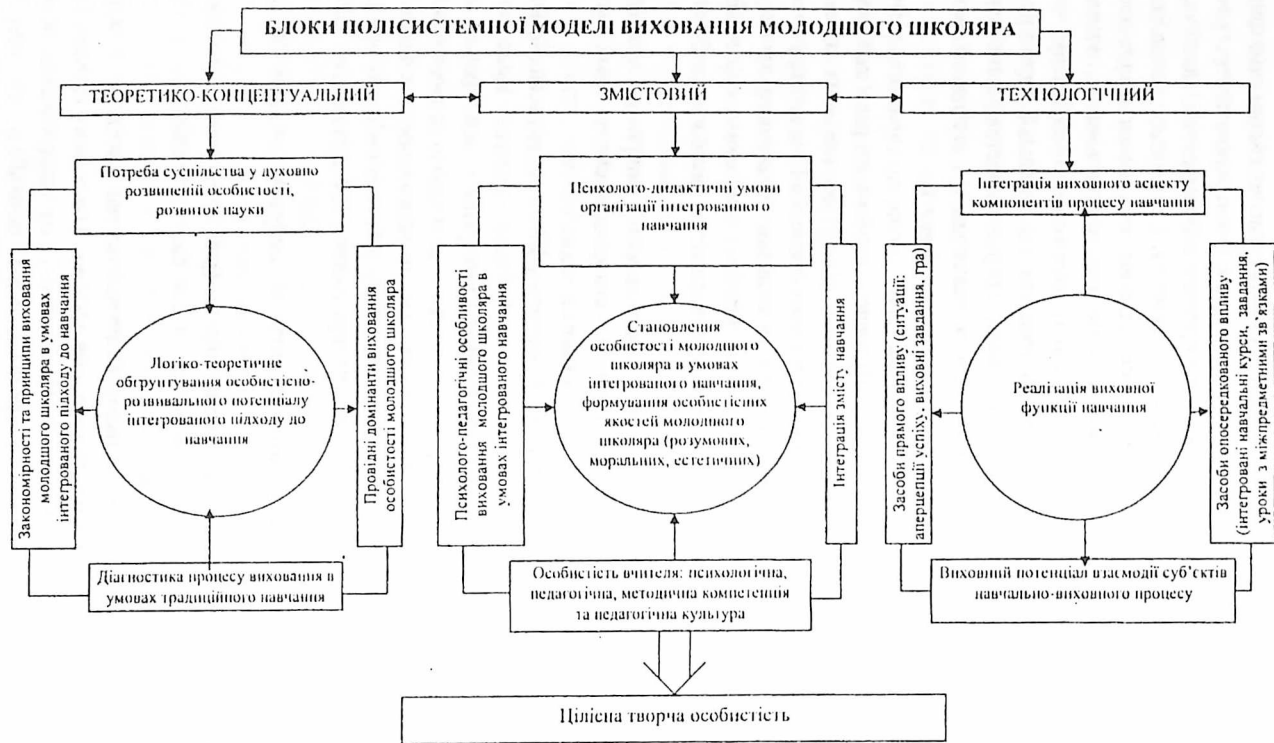 БЛОКИ ПОЛІСИСТЕМНОЇ МОДЕЛІ ВИХОВАННЯ МОЛОДШОГО ШКОЛЯРА
ТЕОРЕТИКО-КОНЦЕПТУАЛЬНИЙ
ЗМІСТОВИЙ
ТЕХНОЛОГІЧНИЙ
Потреба суспільства у духовно
розвиненій особистості,
розвиток науки
Закономірності та принципи виховання
молодшого школяра в умовах
інтегрованого підходу до навчання
Логіко-теоретичне
обґрунтування особистісно-
розвивального потенціалу
інтегрованого підходу до
навчання
Провідні домінанти виховання
особистості молодшого школяра
Діагностика процесу виховання в
умовах традиційного навчання
Психолого-дидактичні умови
організації інтегрованного
навчання
Психолого-педагогічні особливості
виховання молодшого школяра в
умовах інтегрованого навчання
Становлення
особистості молодшого
школяра в умовах
інтегрованого навчання,
формування особистісних
якостей молодшого
школяра (розумових,
моральних, естетичних)
Інтеграція змісту навчання
Особистість вчителя: психологічна,
педагогічна, методична компетенція
та педагогічна культура
Інтеграція виховного аспекту
компонентів процесу навчання
Засоби прямого впливу (ситуації:
аперцепції успіху, виховні завдання, гра)
Реалізація виховної
функції навчання
Засоби опосередкованого впливу
(інтегровані навчальні курси, завдання,
уроки з міжпредметними зв'язками)
Виховний потенціал взаємодії суб'єктів
навчально-виховного процесу
Цілісна творча особистість